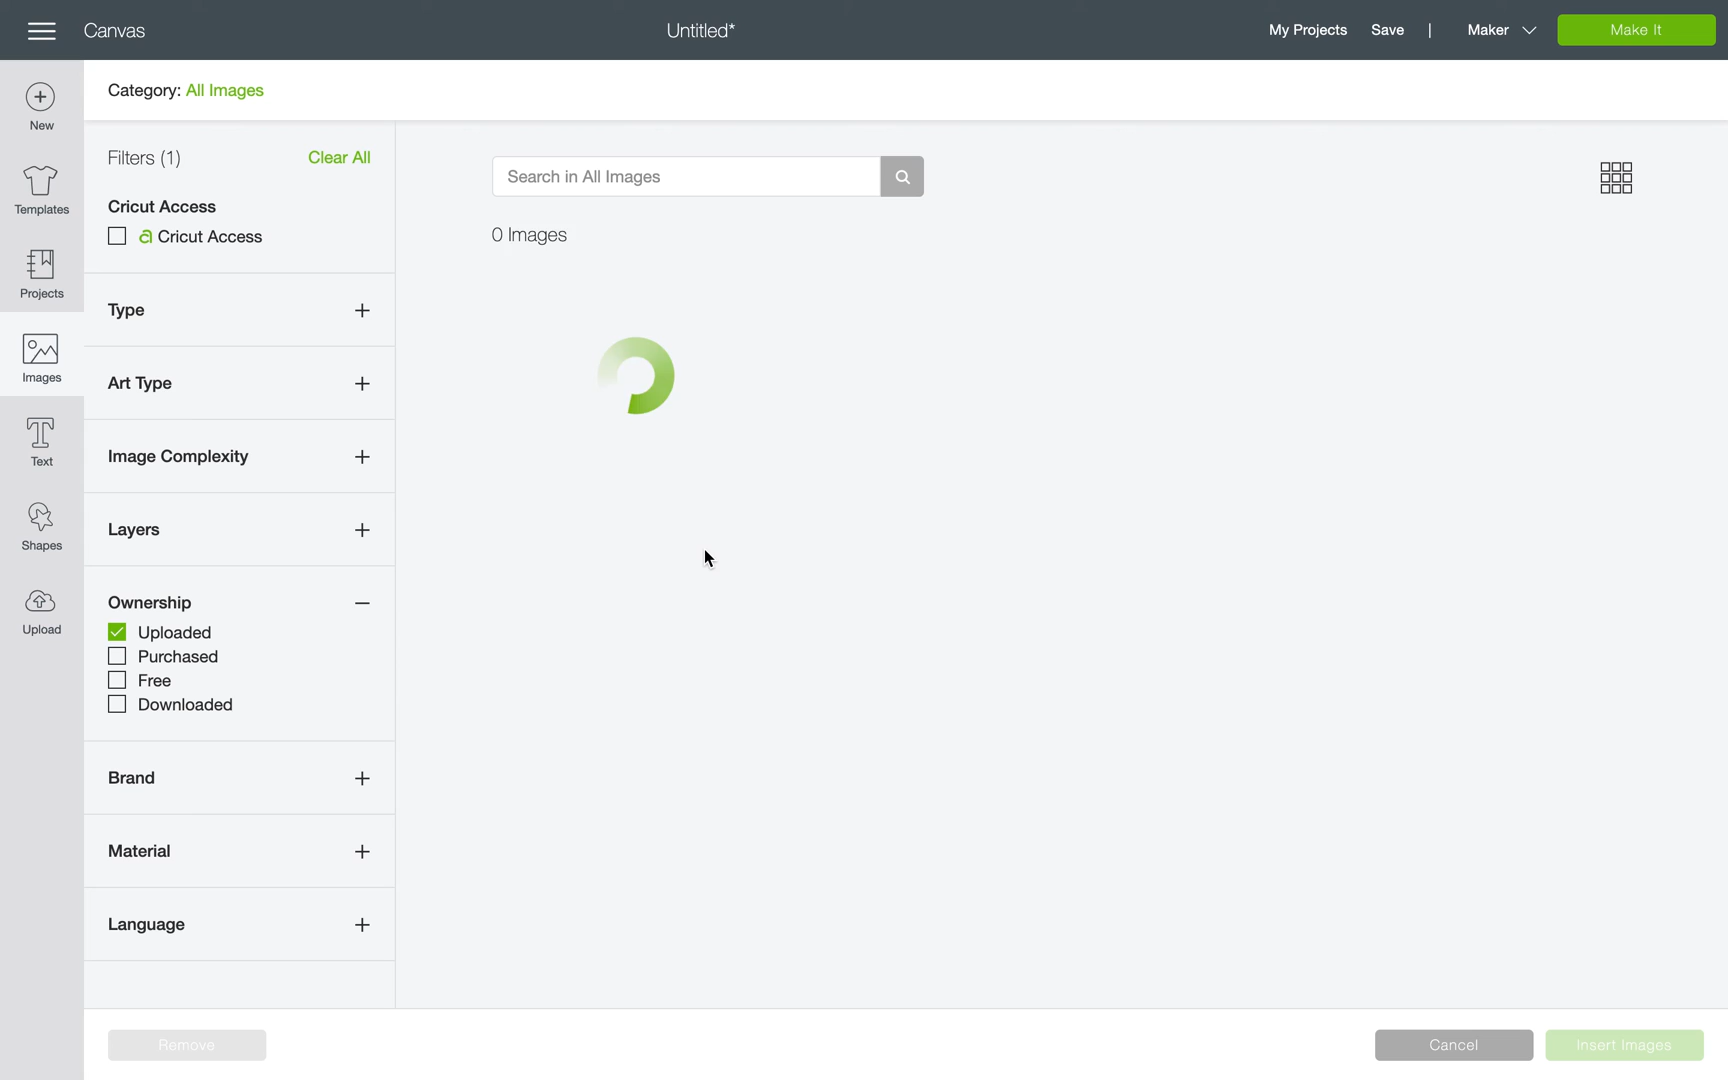 Canvas
Untitled*
My Projects
Save
|
Maker
Make It
New
Templates
Projects
Images
Text
Shapes
Upload
Category: All Images
Filters (1)
Clear All
Cricut Access
a Cricut Access
Type
Art Type
Image Complexity
Layers
Ownership
Uploaded
Purchased
Free
Downloaded
Brand
Material
Language
Search in All Images
0 Images
Remove
Cancel
Insert Images